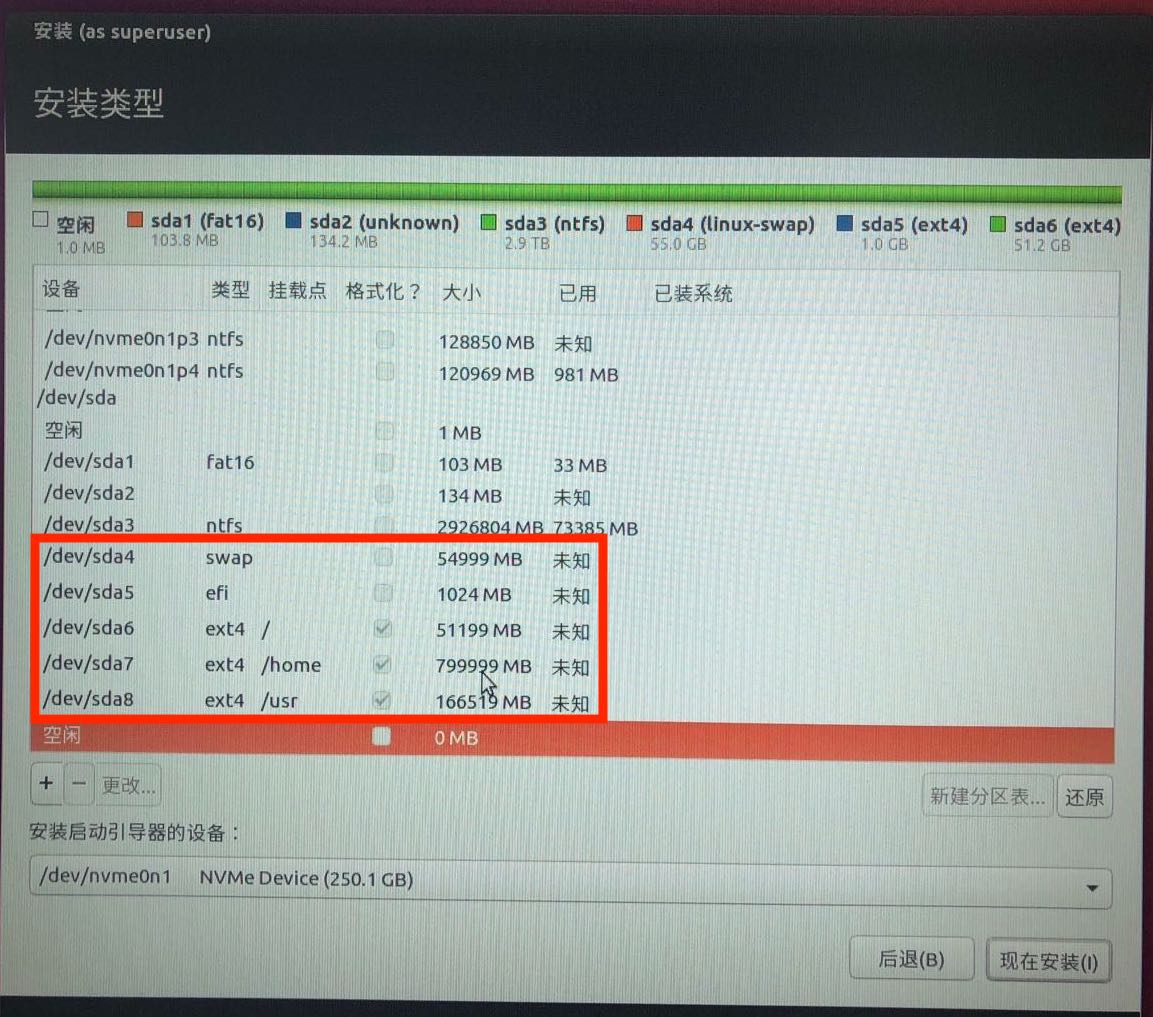 安装 (as superuser)
安装类型
空闲 sda1 (fat16) sda2 (unknown) sda3 (ntfs) sda4 (linux-swap) sda5 (ext4) sda6 (ext4)
1.0 MB 103.8 MB 134.2 MB 2.9 TB 55.0 GB 1.0 GB 51.2 GB
设备 类型 挂载点 格式化？ 大小 已用 已装系统
/dev/nvme0n1p3 ntfs 128850 MB 未知
/dev/nvme0n1p4 ntfs 120969 MB 981 MB
/dev/sda
空闲 1 MB
/dev/sda1 fat16 103 MB 33 MB
/dev/sda2 134 MB 未知
/dev/sda3 ntfs 2926804 MB 73385 MB
/dev/sda4 swap 54999 MB 未知
/dev/sda5 efi 1024 MB 未知
/dev/sda6 ext4 / 51199 MB 未知
/dev/sda7 ext4 /home 799999 MB 未知
/dev/sda8 ext4 /usr 166519 MB 未知
空闲 0 MB
+ − 更改... 新建分区表... 还原
安装启动引导器的设备：
/dev/nvme0n1 NVMe Device (250.1 GB)
后退(B) 现在安装(I)